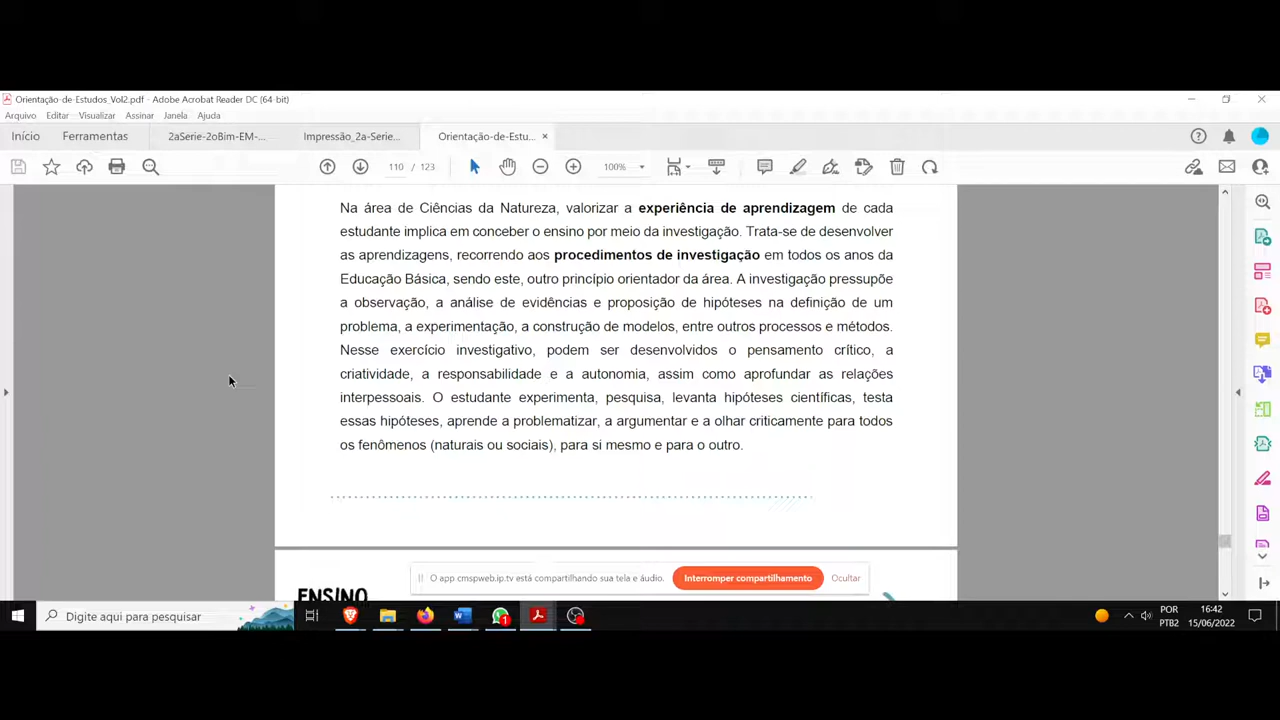 Orientação-de-Estudos_Vol2.pdf - Adobe Acrobat Reader DC (64-bit)
Arquivo Editar Visualizar Assinar Janela Ajuda
Início Ferramentas 2aSerie-2oBim-EM-... Impressão_2a-Serie... Orientação-de-Estu... ×
110 / 123 100%
Na área de Ciências da Natureza, valorizar a experiência de aprendizagem de cada
estudante implica em conceber o ensino por meio da investigação. Trata-se de desenvolver
as aprendizagens, recorrendo aos procedimentos de investigação em todos os anos da
Educação Básica, sendo este, outro princípio orientador da área. A investigação pressupõe
a observação, a análise de evidências e proposição de hipóteses na definição de um
problema, a experimentação, a construção de modelos, entre outros processos e métodos.
Nesse exercício investigativo, podem ser desenvolvidos o pensamento crítico, a
criatividade, a responsabilidade e a autonomia, assim como aprofundar as relações
interpessoais. O estudante experimenta, pesquisa, levanta hipóteses científicas, testa
essas hipóteses, aprende a problematizar, a argumentar e a olhar criticamente para todos
os fenômenos (naturais ou sociais), para si mesmo e para o outro.
O app cmspweb.ip.tv está compartilhando sua tela e áudio. Interromper compartilhamento Ocultar
ENSINO
Digite aqui para pesquisar
1
POR 16:42
PTB2 15/06/2022